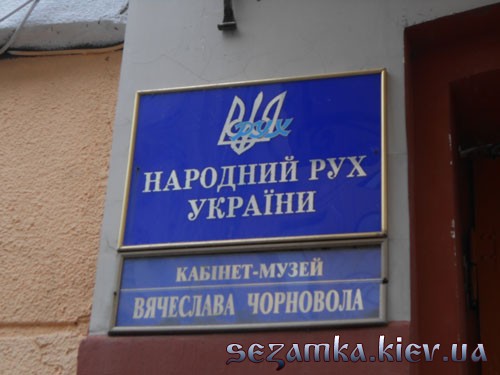 рух
НАРОДНИЙ РУХ
УКРАЇНИ
КАБІНЕТ-МУЗЕЙ
ВЯЧЕСЛАВА ЧОРНОВОЛА
sezamka.kiev.ua